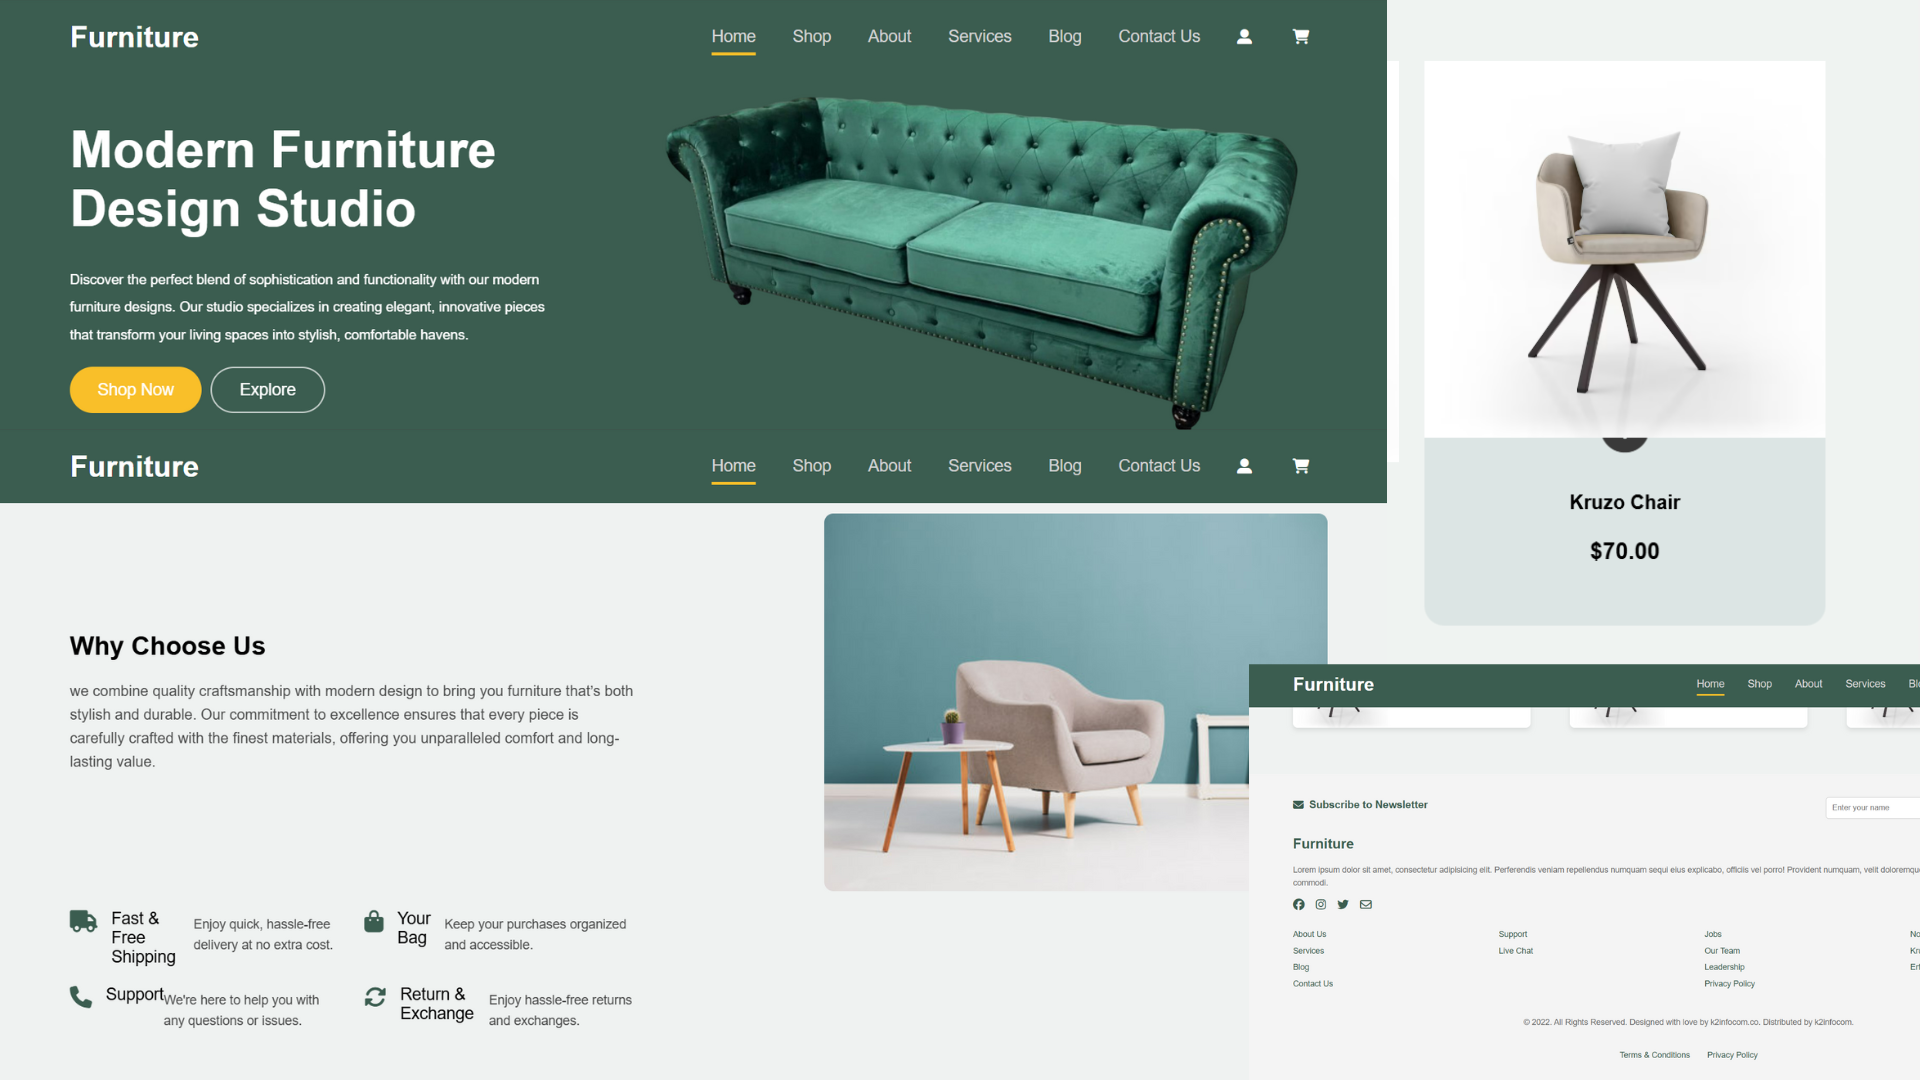 Furniture
Home Shop About Services Blog Contact Us
Modern Furniture
Design Studio
Discover the perfect blend of sophistication and functionality with our modern
furniture designs. Our studio specializes in creating elegant, innovative pieces
that transform your living spaces into stylish, comfortable havens.
Shop Now Explore
Furniture
Home Shop About Services Blog Contact Us
Why Choose Us
we combine quality craftsmanship with modern design to bring you furniture that's both
stylish and durable. Our commitment to excellence ensures that every piece is
carefully crafted with the finest materials, offering you unparalleled comfort and long-
lasting value.
Fast &
Free
Shipping
Enjoy quick, hassle-free
delivery at no extra cost.
Your
Bag
Keep your purchases organized
and accessible.
Support
We're here to help you with
any questions or issues.
Return &
Exchange
Enjoy hassle-free returns
and exchanges.
Kruzo Chair
$70.00
Furniture
Home Shop About Services
Subscribe to Newsletter
Enter your name
Furniture
Lorem ipsum dolor sit amet, consectetur adipisicing elit. Perferendis veniam repellendus numquam sequi eius explicabo, officiis vel porro! Provident numquam, velit
commodi.
About Us
Services
Blog
Contact Us
Support
Live Chat
Jobs
Our Team
Leadership
Privacy Policy
© 2022. All Rights Reserved. Designed with love by k2infocom.co. Distributed by k2infocom.
Terms & Conditions Privacy Policy